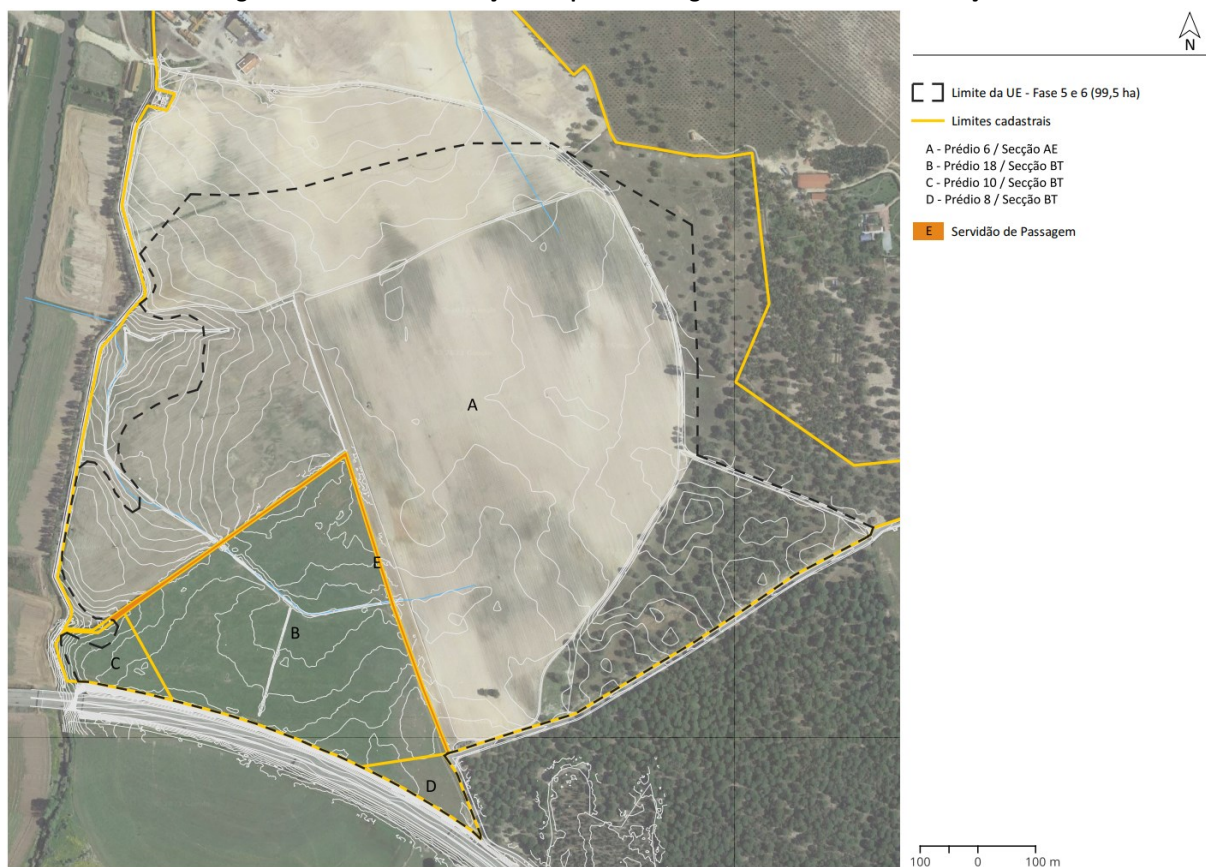 N
Limite da UE - Fase 5 e 6 (99,5 ha)
Limites cadastrais
A - Prédio 6 / Secção AE
B - Prédio 18 / Secção BT
C - Prédio 10 / Secção BT
D - Prédio 8 / Secção BT
E Servidão de Passagem
A
E
B
C
D
100 0 100 m